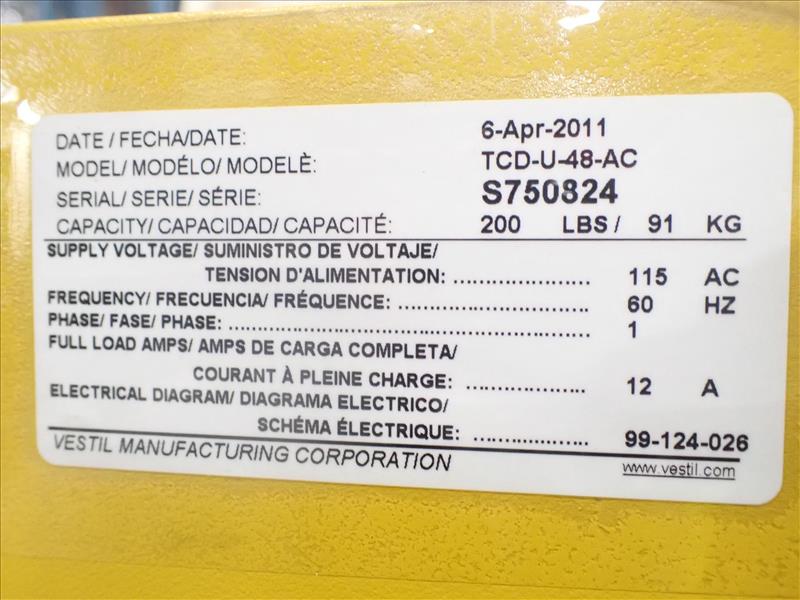 DATE / FECHA/DATE: 6-Apr-2011
MODEL/ MODÉLO/ MODELÈ: TCD-U-48-AC
SERIAL/ SERIE/ SÉRIE: S750824
CAPACITY/ CAPACIDAD/ CAPACITÉ: 200 LBS / 91 KG
SUPPLY VOLTAGE/ SUMINISTRO DE VOLTAJE/
TENSION D'ALIMENTATION: ........................ 115 AC
FREQUENCY/ FRECUENCIA/ FRÉQUENCE: ................................. 60 HZ
PHASE/ FASE/ PHASE: ............................................................... 1
FULL LOAD AMPS/ AMPS DE CARGA COMPLETA/
COURANT À PLEINE CHARGE: ..................... 12 A
ELECTRICAL DIAGRAM/ DIAGRAMA ELECTRICO/
SCHÉMA ÉLECTRIQUE: .................... 99-124-026
VESTIL MANUFACTURING CORPORATION www.vestil.com